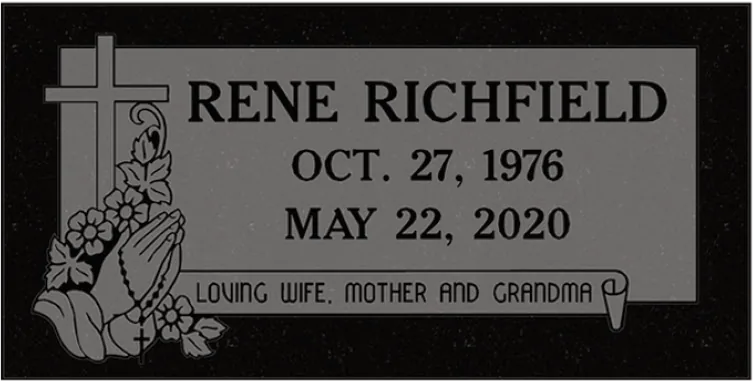 RENE RICHFIELD
OCT. 27, 1976
MAY 22, 2020
LOVING WIFE, MOTHER AND GRANDMA